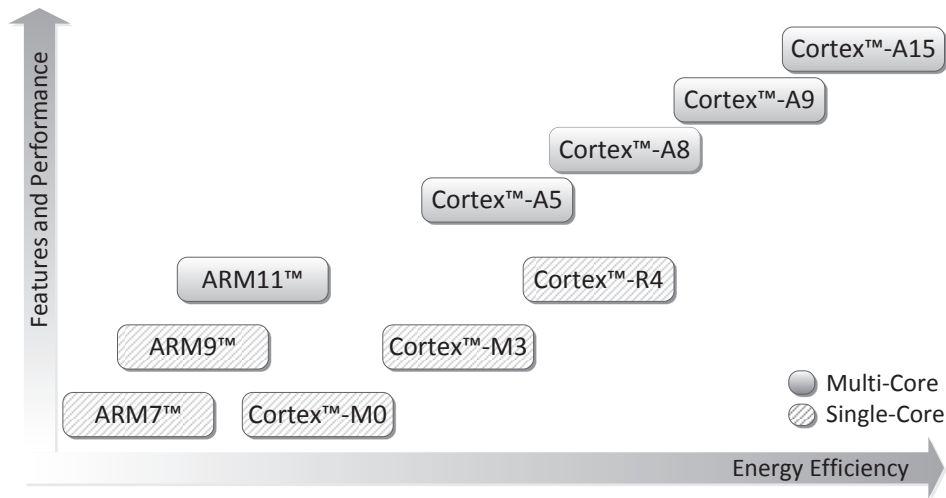 Features and Performance
Cortex™-A15
Cortex™-A9
Cortex™-A8
Cortex™-A5
ARM11™
Cortex™-R4
ARM9™
Cortex™-M3
ARM7™
Cortex™-M0
Multi-Core
Single-Core
Energy Efficiency